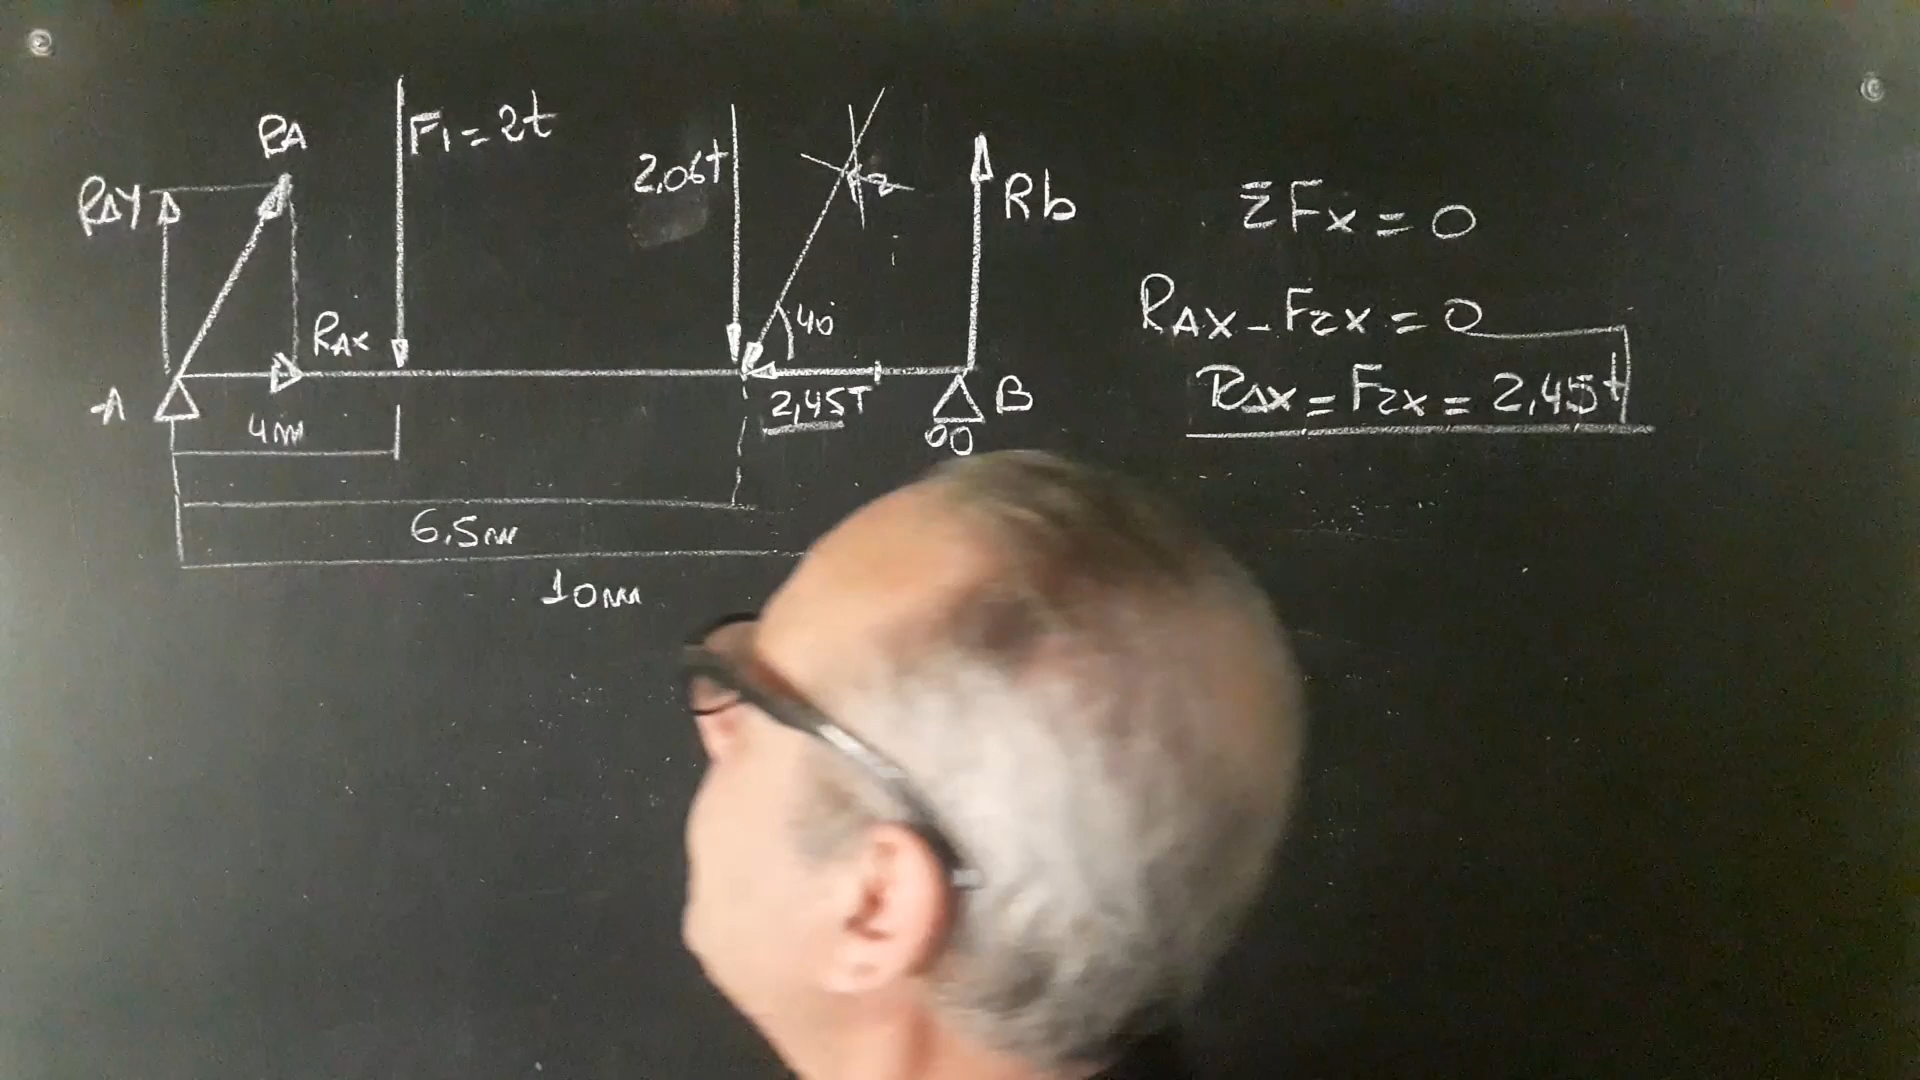 RA
F1 = 2t
2,06t
RAY
Rb
RAX
40°
A
4m
2,45T
B
6,5m
10m
ΣFx = 0
RAX - F2X = 0
RAX = F2X = 2,45t